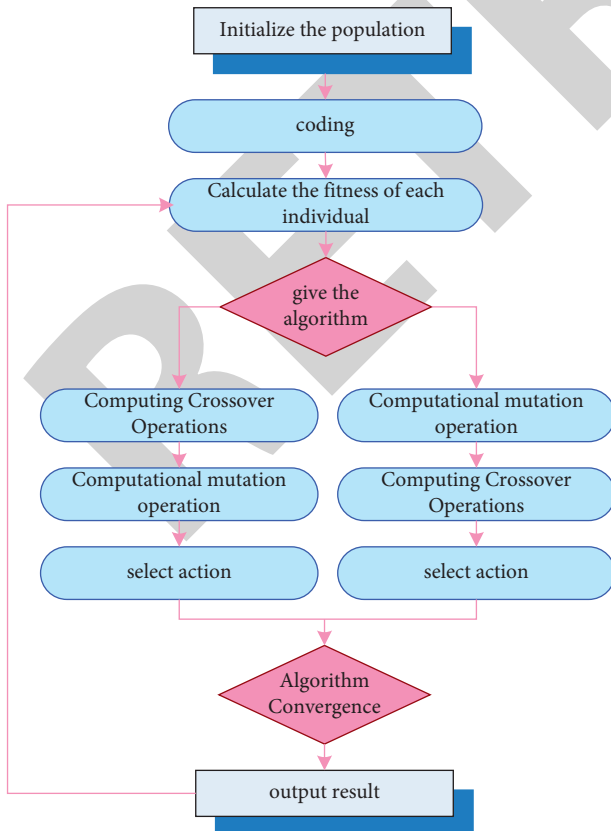 Initialize the population
coding
Calculate the fitness of each
individual
give the
algorithm
Computing Crossover
Operations
Computational mutation
operation
Computational mutation
operation
Computing Crossover
Operations
select action
select action
Algorithm
Convergence
output result
RETR